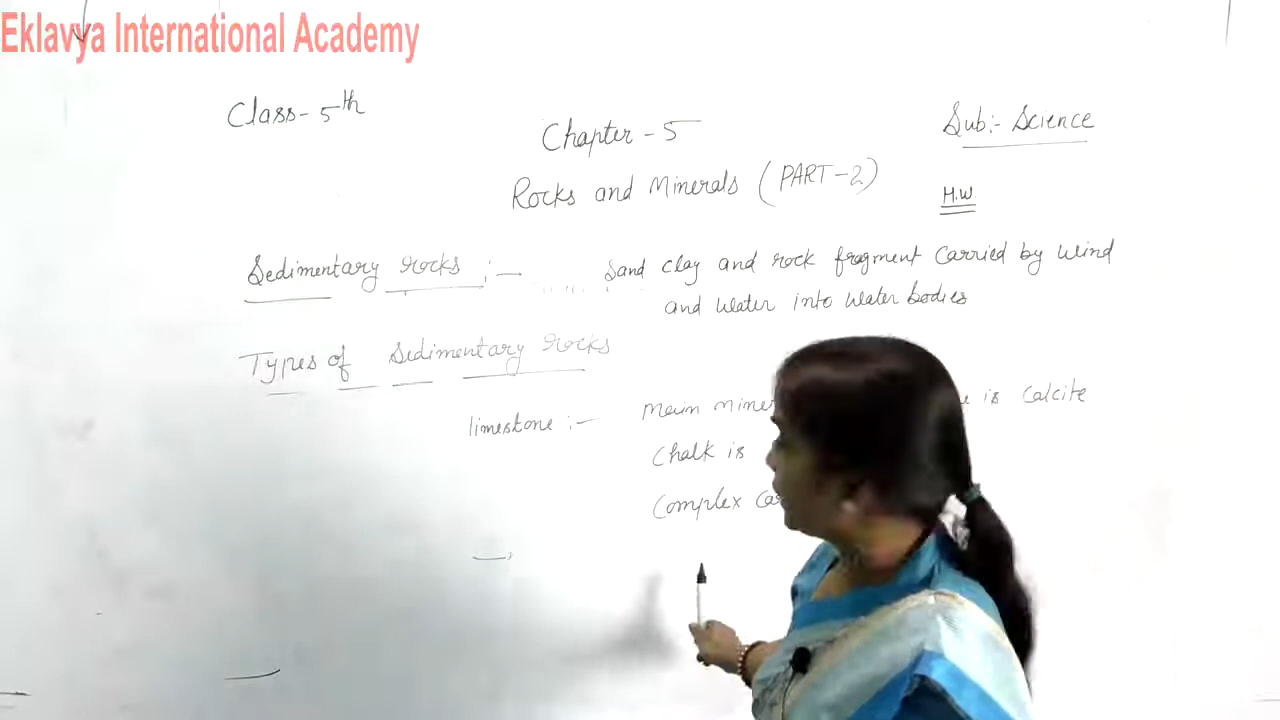 Eklavya International Academy
Class- 5th
Chapter - 5
Sub:- Science
Rocks and Minerals (PART-2)
H.W
Sedimentary rocks :- Sand clay and rock fragment carried by wind
and water into water bodies
Types of Sedimentary rocks
limestone :- Main is Calcite
Chalk is
Complex